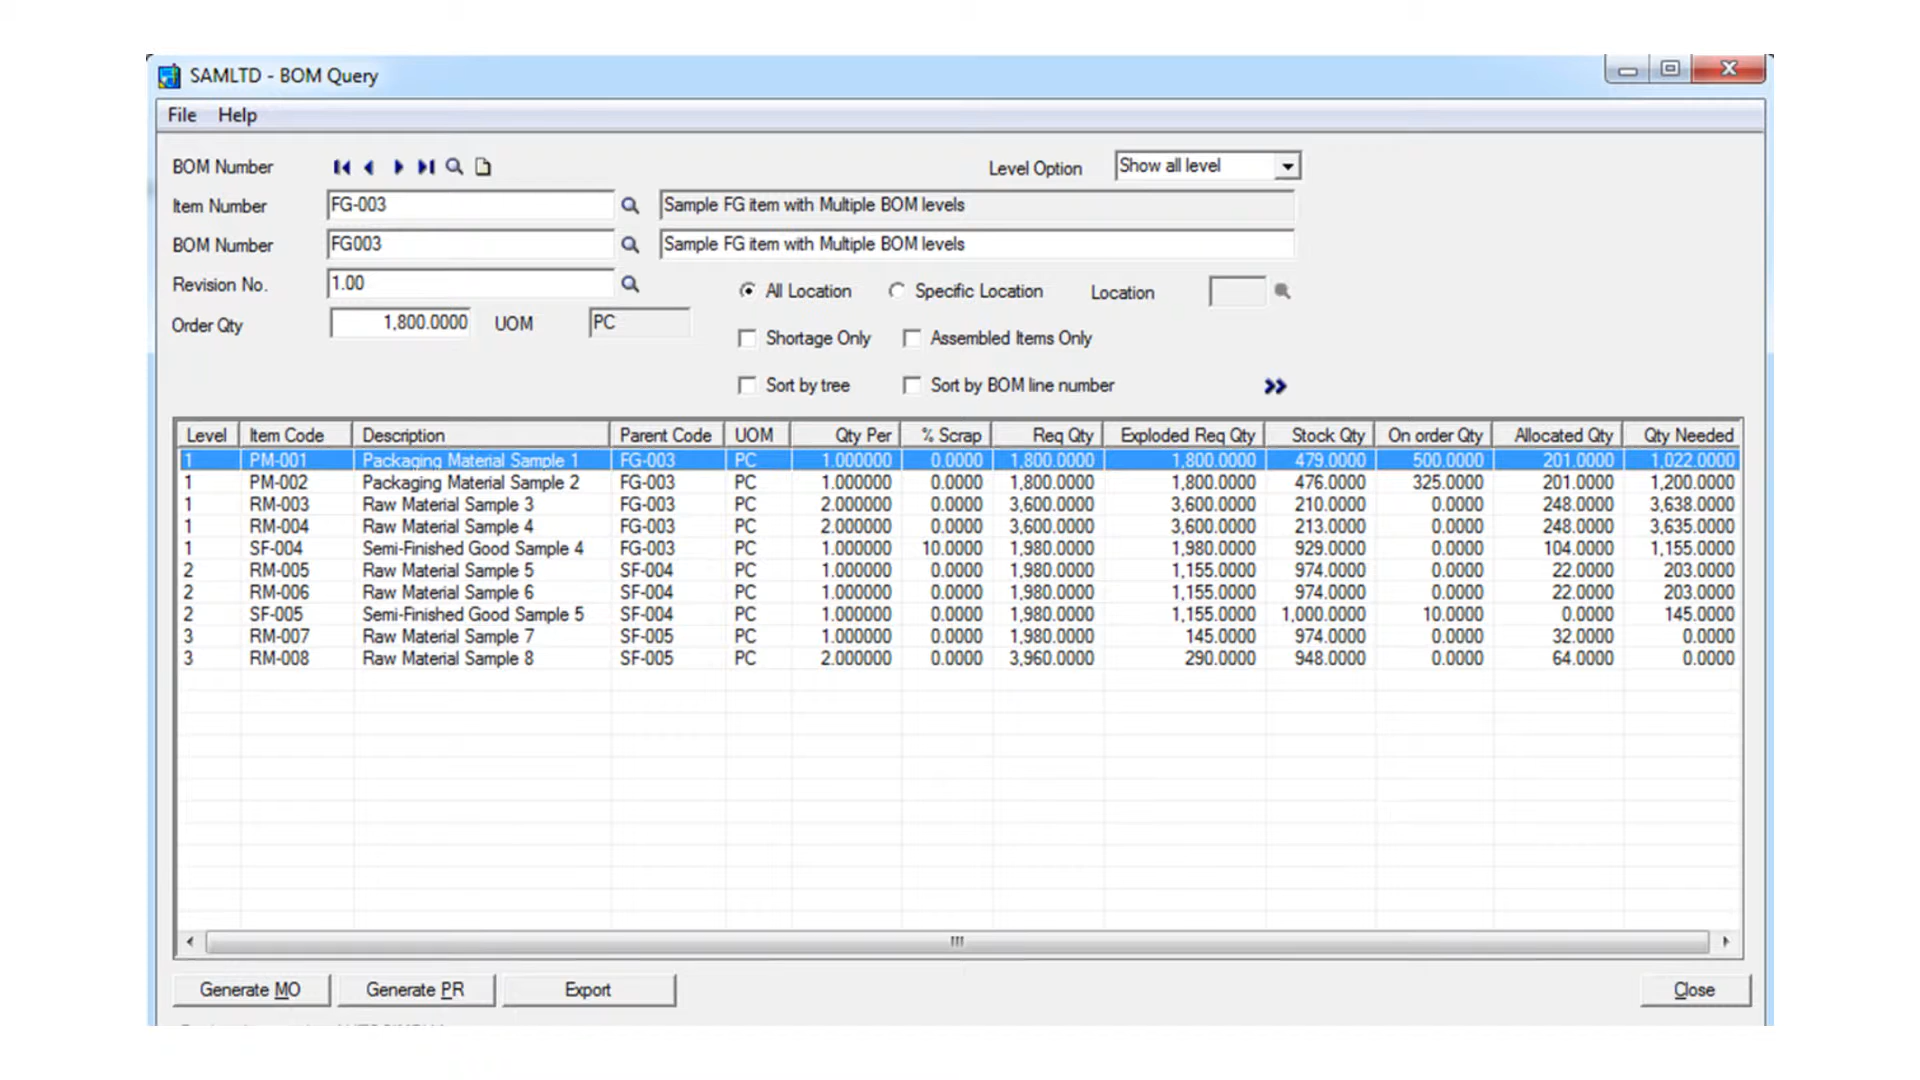 SAMLTD - BOM Query
File Help
BOM Number Level Option Show all level
Item Number FG-003 Sample FG item with Multiple BOM levels
BOM Number FG003 Sample FG item with Multiple BOM levels
Revision No. 1.00 All Location Specific Location Location
Order Qty 1,800.0000 UOM PC
Shortage Only Assembled Items Only
Sort by tree Sort by BOM line number
Level Item Code Description Parent Code UOM Qty Per % Scrap Req Qty Exploded Req Qty Stock Qty On order Qty Allocated Qty Qty Needed
1 PM-001 Packaging Material Sample 1 FG-003 PC 1.000000 0.0000 1,800.0000 1,800.0000 479.0000 500.0000 201.0000 1,022.0000
1 PM-002 Packaging Material Sample 2 FG-003 PC 1.000000 0.0000 1,800.0000 1,800.0000 476.0000 325.0000 201.0000 1,200.0000
1 RM-003 Raw Material Sample 3 FG-003 PC 2.000000 0.0000 3,600.0000 3,600.0000 210.0000 0.0000 248.0000 3,638.0000
1 RM-004 Raw Material Sample 4 FG-003 PC 2.000000 0.0000 3,600.0000 3,600.0000 213.0000 0.0000 248.0000 3,635.0000
1 SF-004 Semi-Finished Good Sample 4 FG-003 PC 1.000000 10.0000 1,980.0000 1,980.0000 929.0000 0.0000 104.0000 1,155.0000
2 RM-005 Raw Material Sample 5 SF-004 PC 1.000000 0.0000 1,980.0000 1,155.0000 974.0000 0.0000 22.0000 203.0000
2 RM-006 Raw Material Sample 6 SF-004 PC 1.000000 0.0000 1,980.0000 1,155.0000 974.0000 0.0000 22.0000 203.0000
2 SF-005 Semi-Finished Good Sample 5 SF-004 PC 1.000000 0.0000 1,980.0000 1,155.0000 1,000.0000 10.0000 0.0000 145.0000
3 RM-007 Raw Material Sample 7 SF-005 PC 1.000000 0.0000 1,980.0000 145.0000 974.0000 0.0000 32.0000 0.0000
3 RM-008 Raw Material Sample 8 SF-005 PC 2.000000 0.0000 3,960.0000 290.0000 948.0000 0.0000 64.0000 0.0000
Generate MO Generate PR Export Close